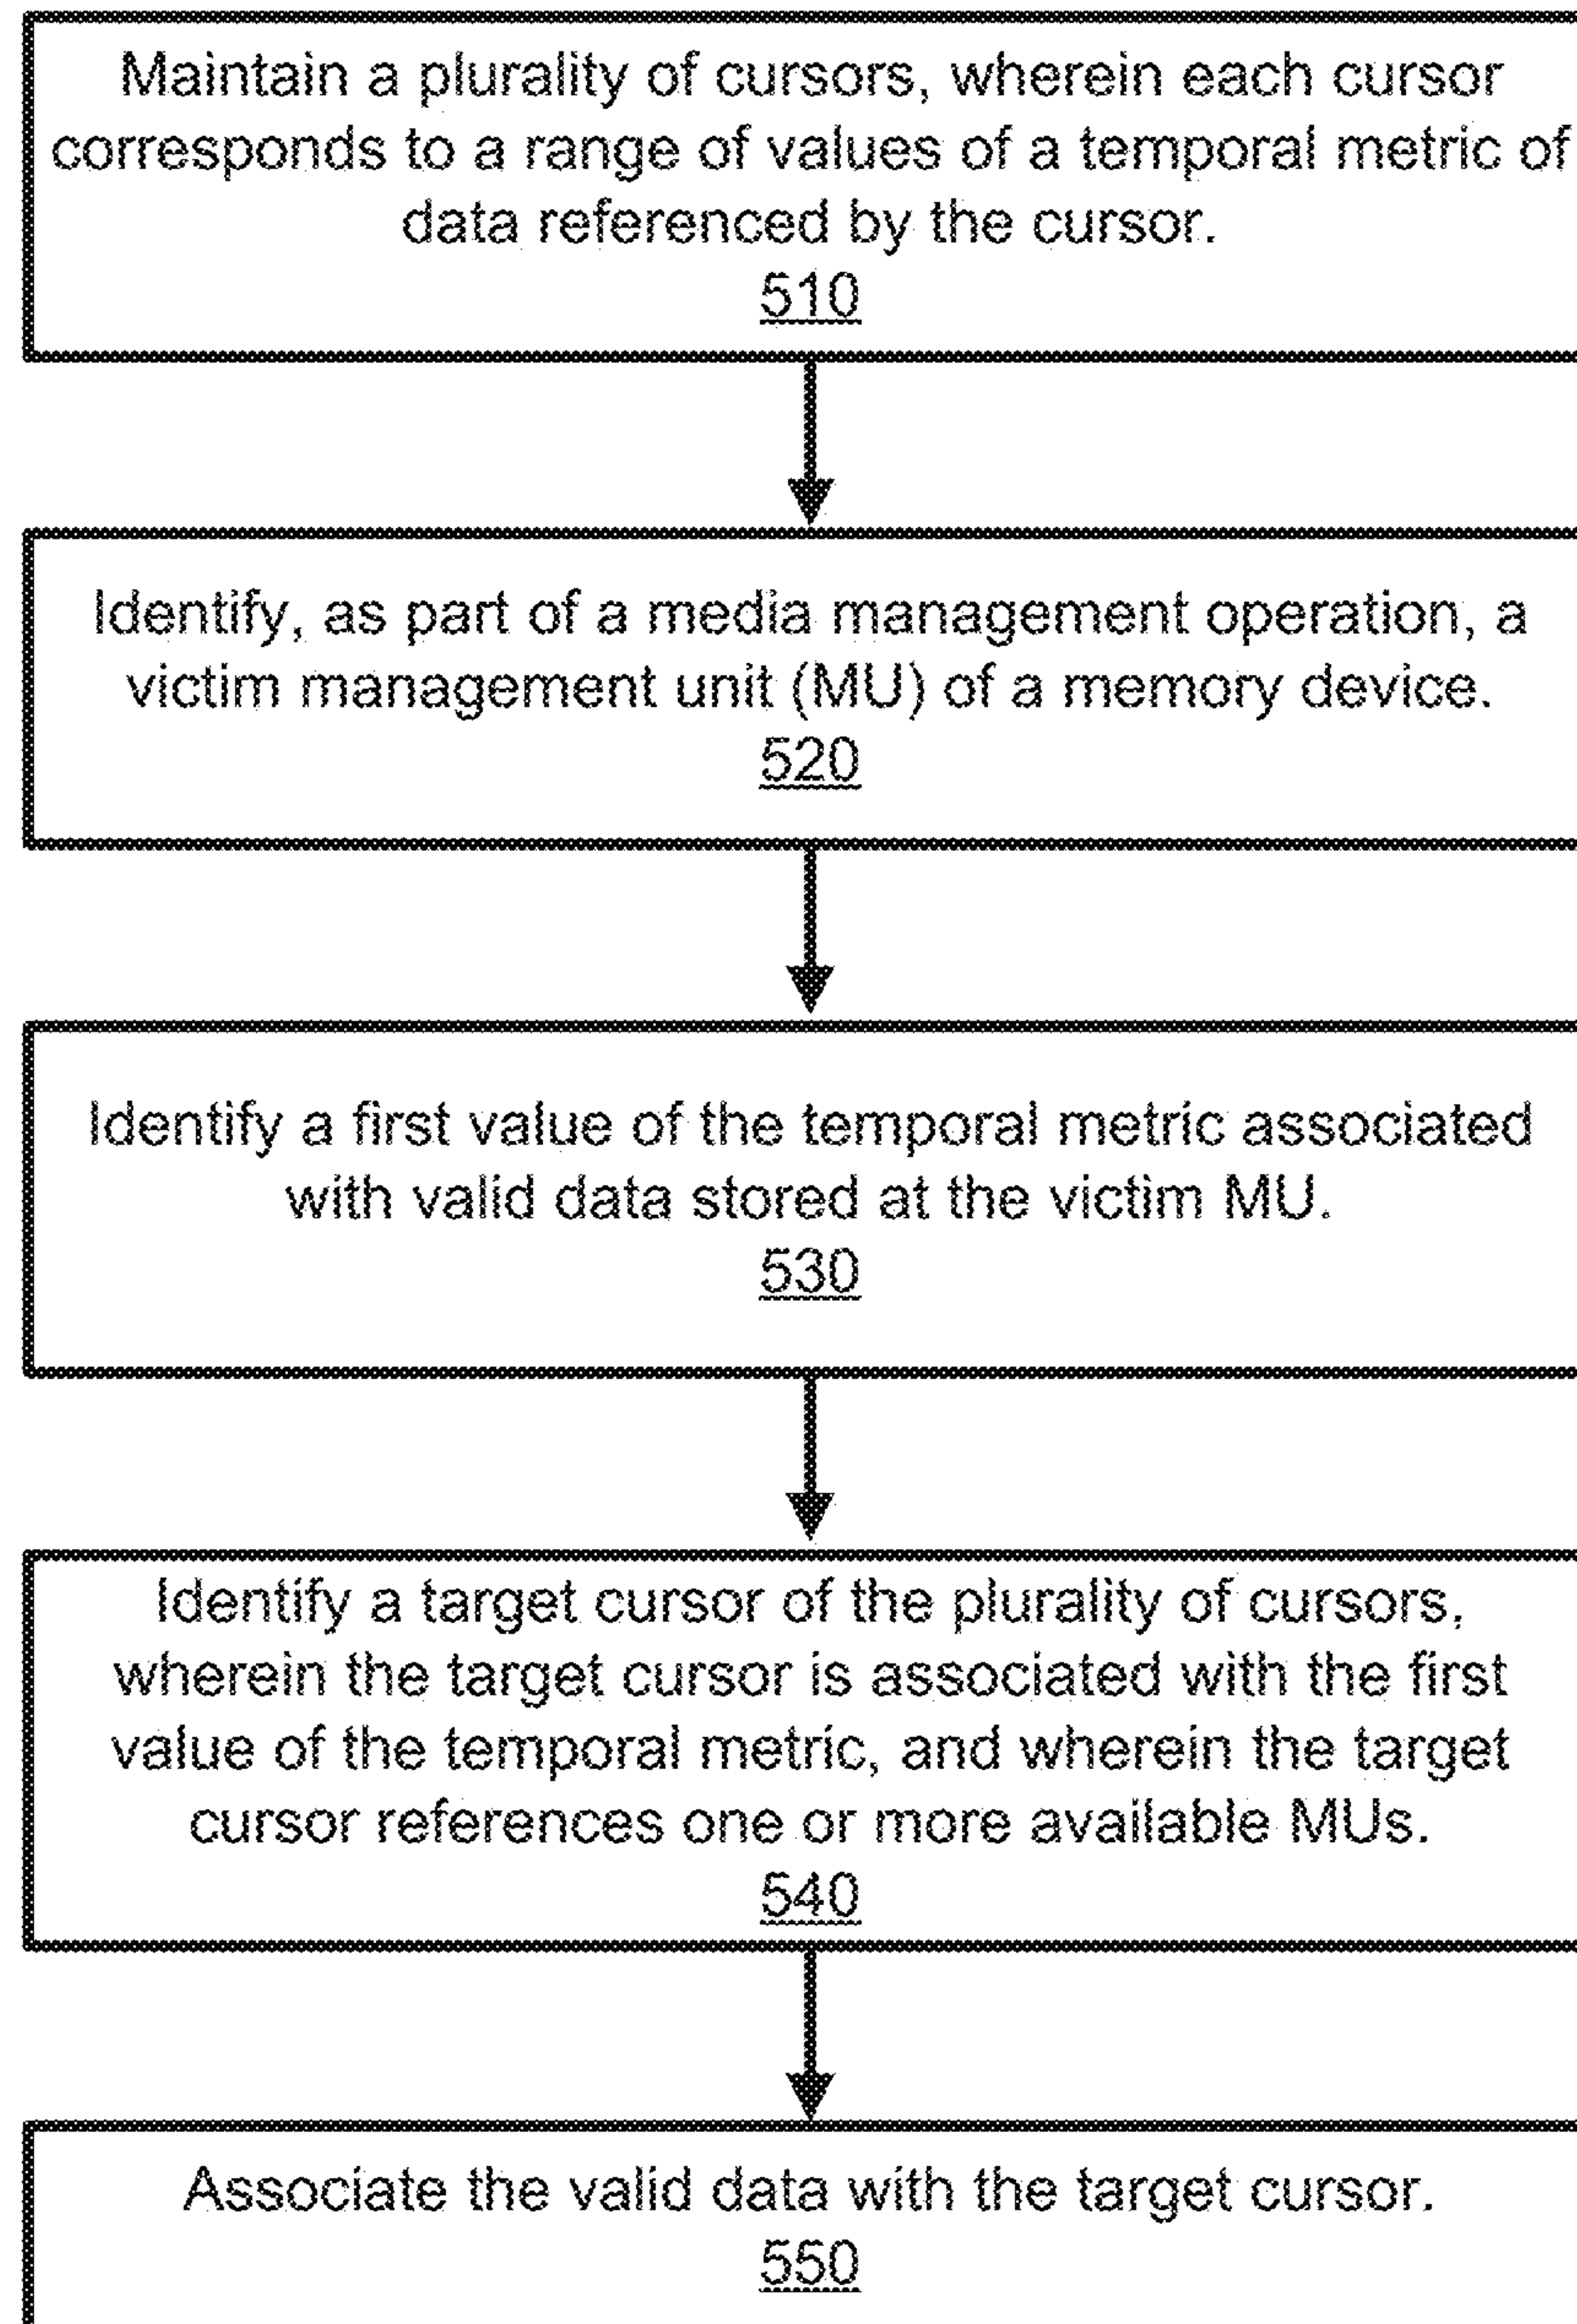 Maintain a plurality of cursors, wherein each cursor
corresponds to a range of values of a temporal metric of
data referenced by the cursor.
510
Identify, as part of a media management operation, a
victim management unit (MU) of a memory device.
520
Identify a first value of the temporal metric associated
with valid data stored at the victim MU.
530
Identify a target cursor of the plurality of cursors,
wherein the target cursor is associated with the first
value of the temporal metric, and wherein the target
cursor references one or more available MUs.
540
Associate the valid data with the target cursor.
550